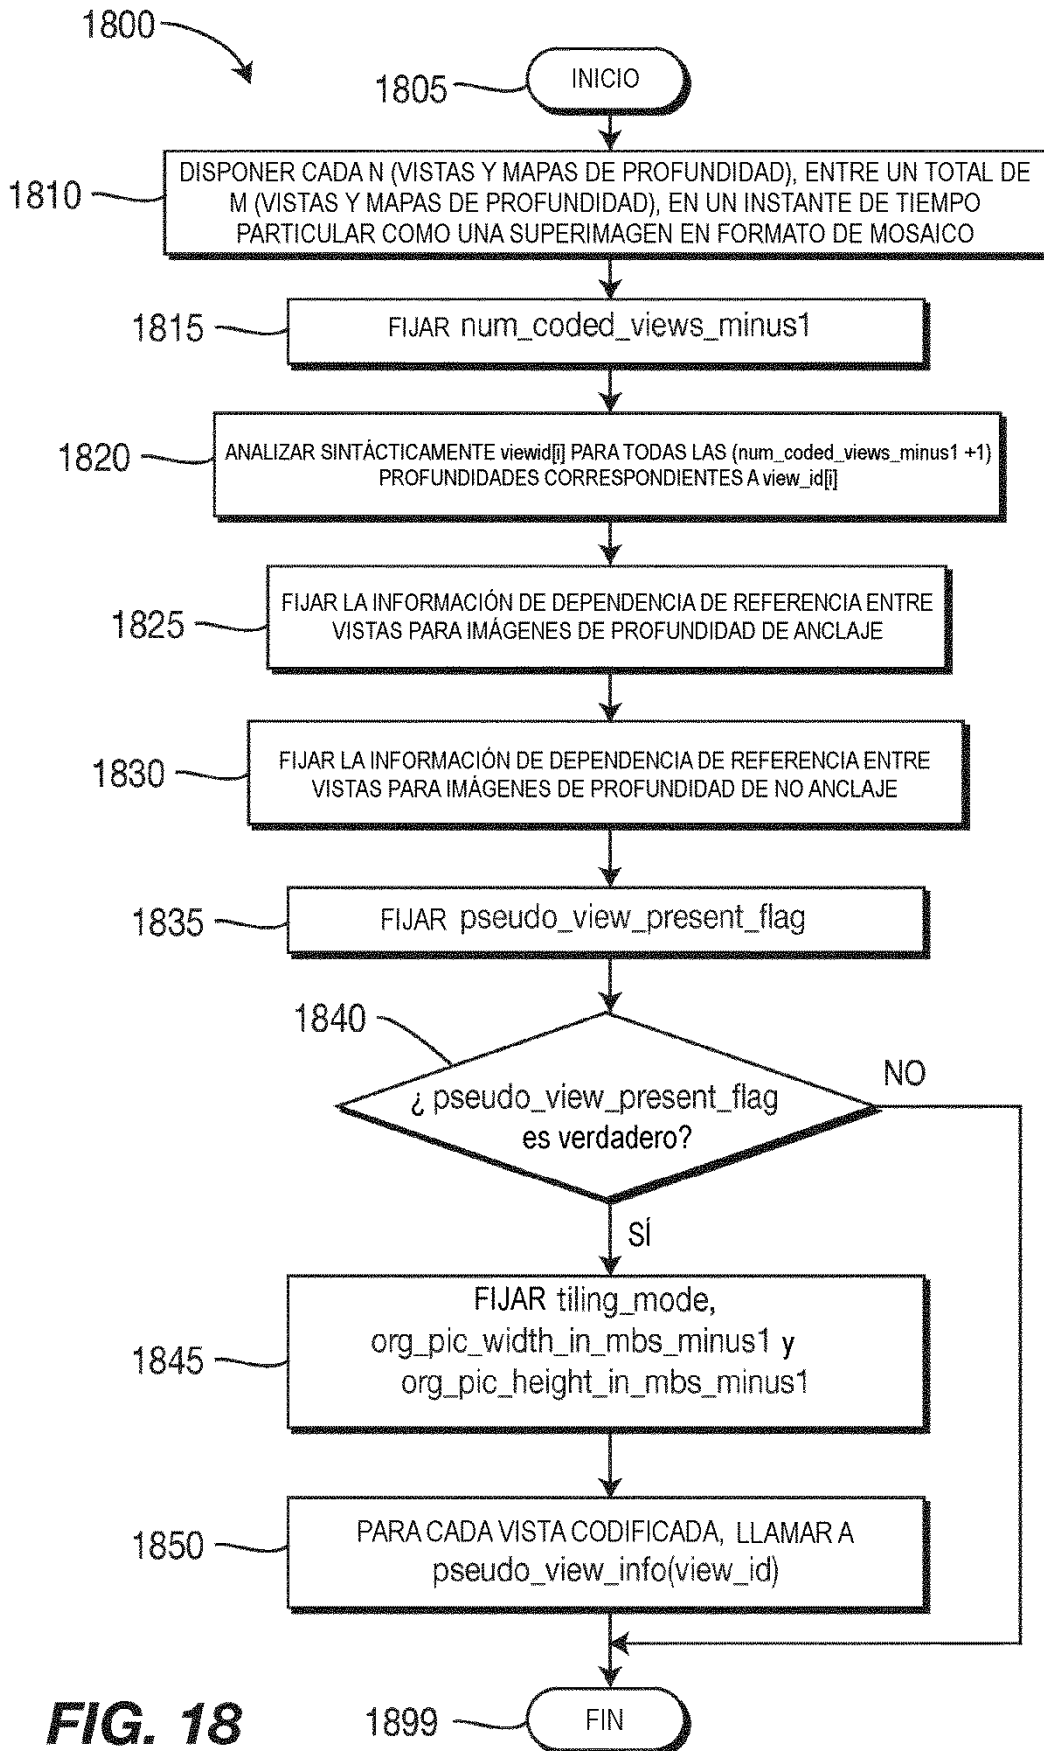 1800
1805
INICIO
1810
DISPONER CADA N (VISTAS Y MAPAS DE PROFUNDIDAD), ENTRE UN TOTAL DE
M (VISTAS Y MAPAS DE PROFUNDIDAD), EN UN INSTANTE DE TIEMPO
PARTICULAR COMO UNA SUPERIMAGEN EN FORMATO DE MOSAICO
1815
FIJAR num_coded_views_minus1
1820
ANALIZAR SINTÁCTICAMENTE viewid[i] PARA TODAS LAS (num_coded_views_minus1 +1)
PROFUNDIDADES CORRESPONDIENTES A view_id[i]
1825
FIJAR LA INFORMACIÓN DE DEPENDENCIA DE REFERENCIA ENTRE
VISTAS PARA IMÁGENES DE PROFUNDIDAD DE ANCLAJE
1830
FIJAR LA INFORMACIÓN DE DEPENDENCIA DE REFERENCIA ENTRE
VISTAS PARA IMÁGENES DE PROFUNDIDAD DE NO ANCLAJE
1835
FIJAR pseudo_view_present_flag
1840
¿ pseudo_view_present_flag
es verdadero?
NO
SÍ
1845
FIJAR tiling_mode,
org_pic_width_in_mbs_minus1 y
org_pic_height_in_mbs_minus1
1850
PARA CADA VISTA CODIFICADA, LLAMAR A
pseudo_view_info(view_id)
1899
FIN
FIG. 18